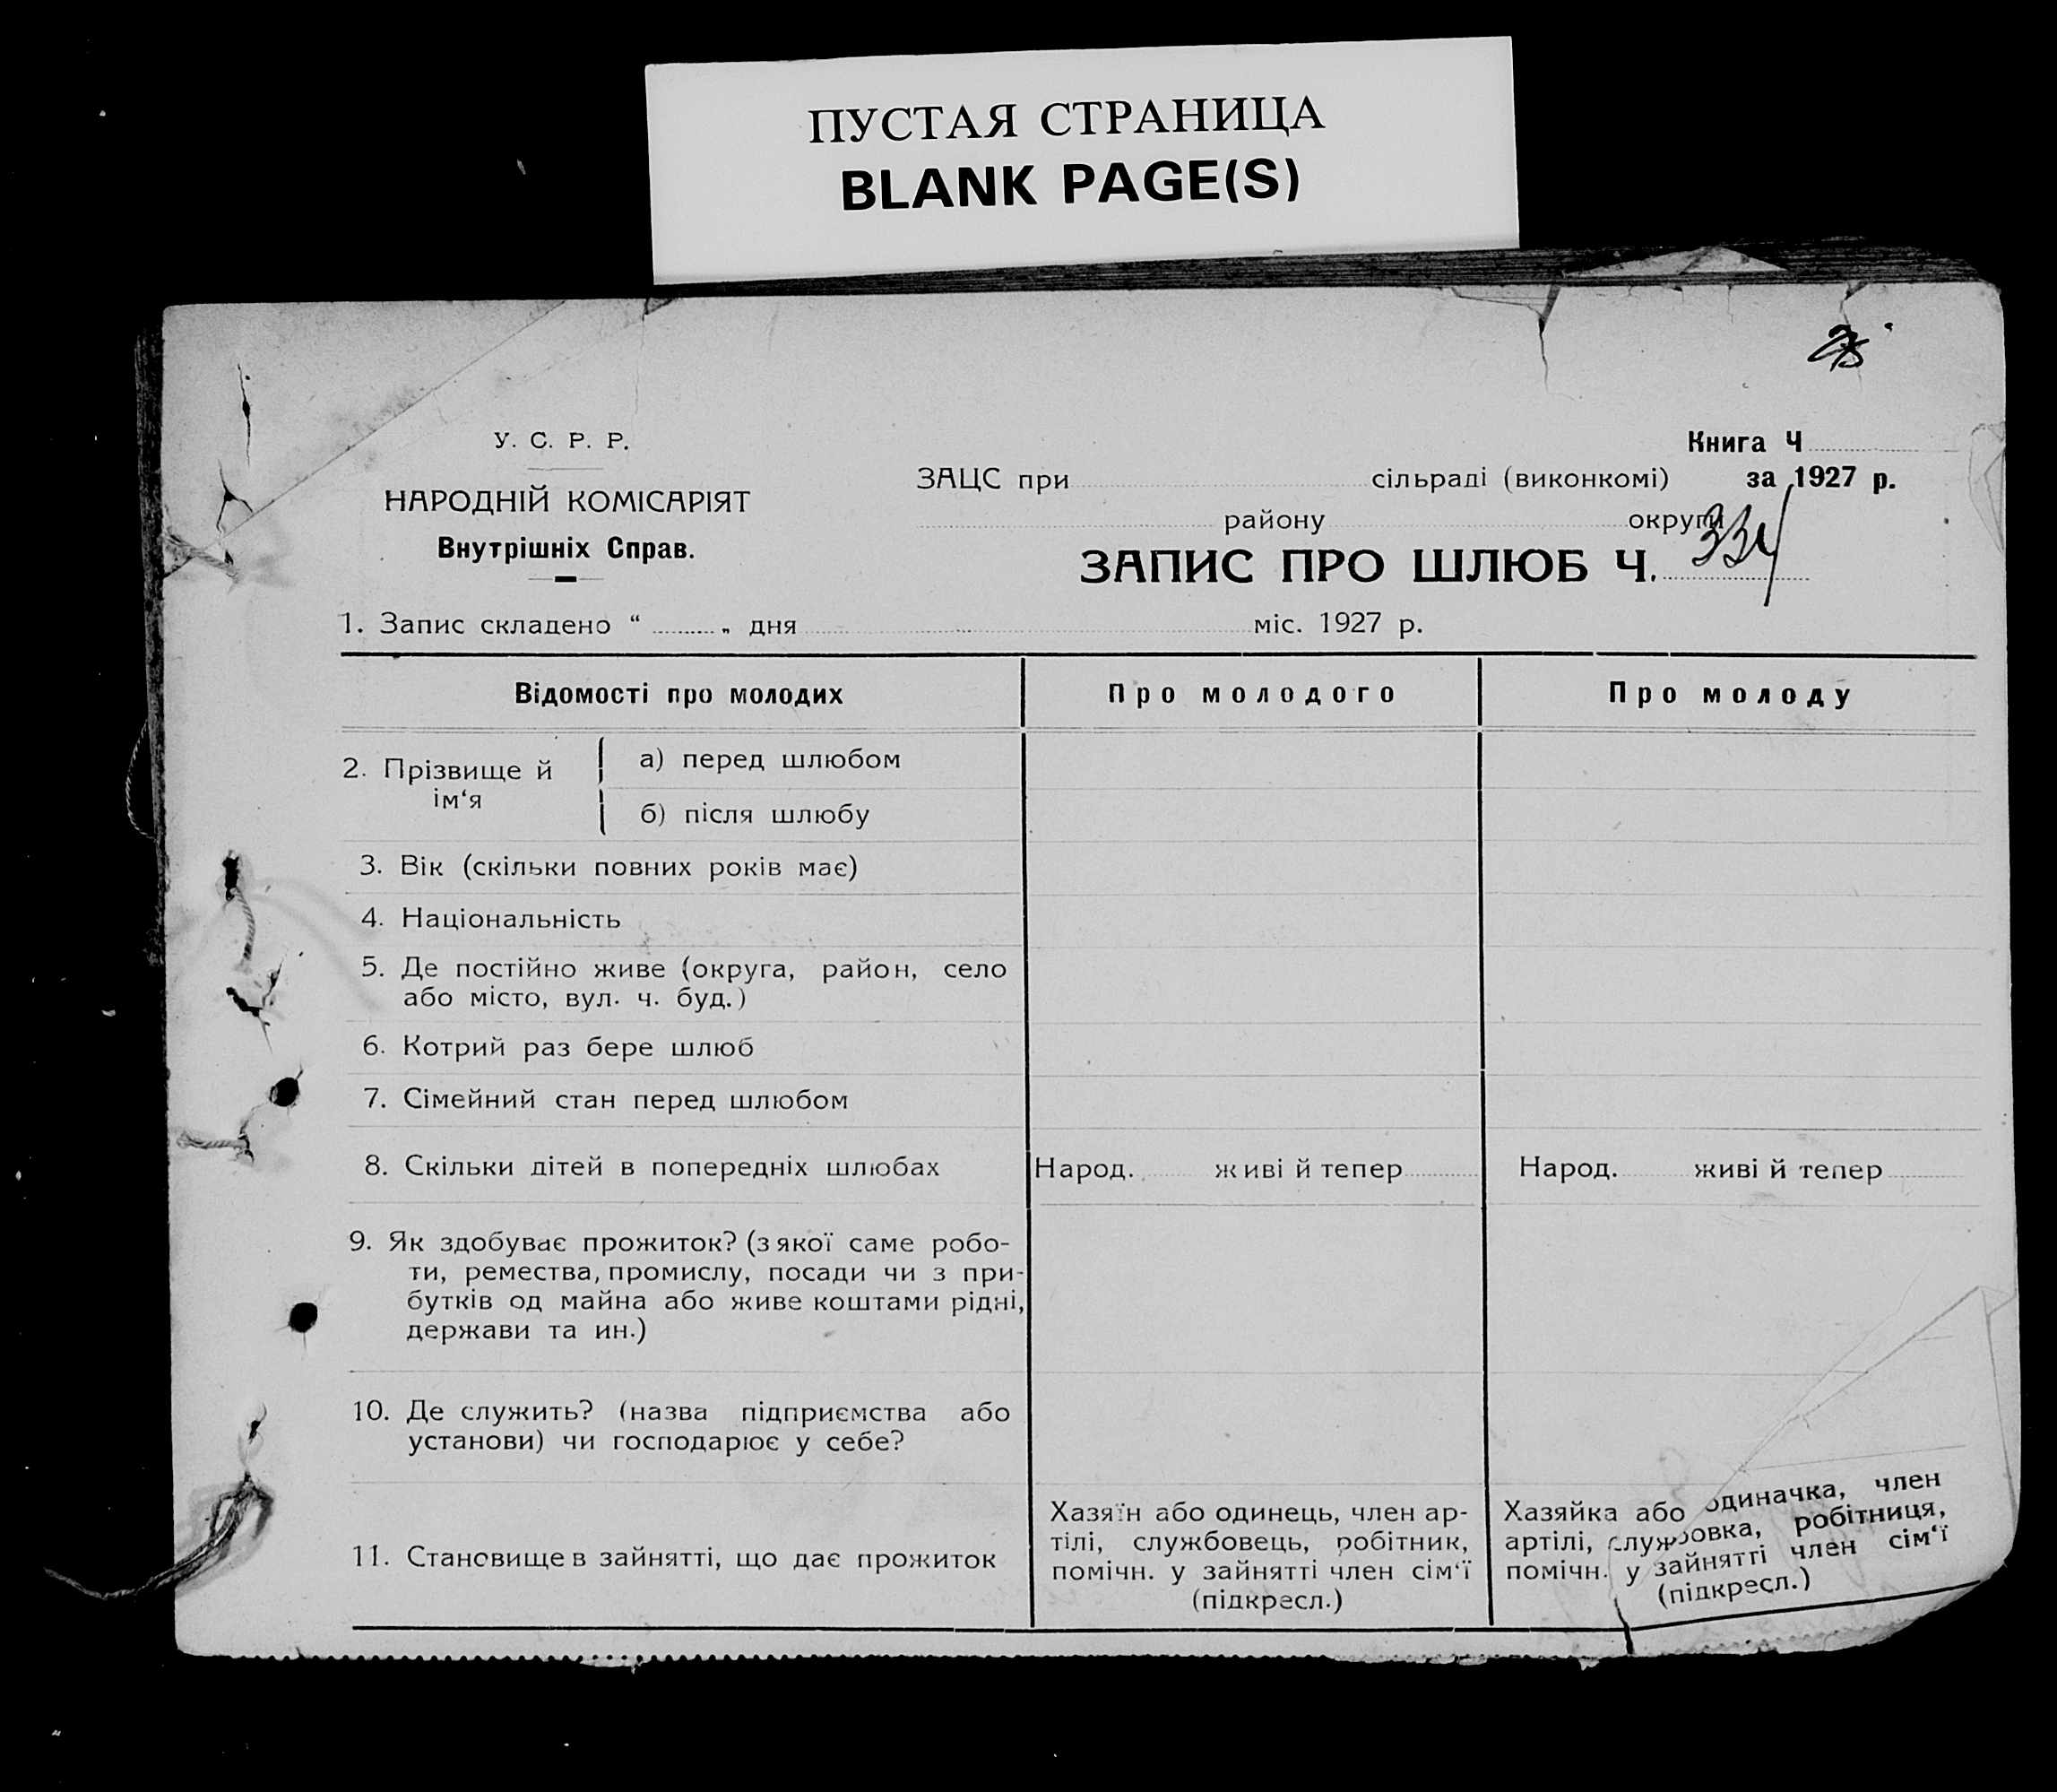 ПУСТАЯ СТРАНИЦА
BLANK PAGE(S)
У. С. Р. Р.
НАРОДНІЙ КОМІСАРІЯТ
Внутрішніх Справ.
Книга Ч
ЗАЦС при сільраді (виконкомі) за 1927 р.
району округи
ЗАПИС ПРО ШЛЮБ Ч.
1. Запис складено “ „ дня міс. 1927 р.
Відомості про молодих Про молодого Про молоду
2. Прізвище й ім‘я
а) перед шлюбом
б) після шлюбу
3. Вік (скільки повних років має)
4. Національність
5. Де постійно живе (округа, район, село
або місто, вул. ч. буд.)
6. Котрий раз бере шлюб
7. Сімейний стан перед шлюбом
8. Скільки дітей в попередніх шлюбах Народ. живі й тепер Народ. живі й тепер
9. Як здобуває прожиток? (з якої саме робо-
ти, ремества, промислу, посади чи з при-
бутків од майна або живе коштами рідні,
держави та ин.)
10. Де служить? (назва підприємства або
установи) чи господарює у себе?
11. Становище в зайнятті, що дає прожиток
Хазяїн або одинець, член ар-
тілі, службовець, робітник,
помічн. у зайнятті член сім‘ї
(підкресл.)
Хазяйка або одиначка, член
артілі, службовка, робітниця,
помічн. у зайнятті член сім‘ї
(підкресл.)